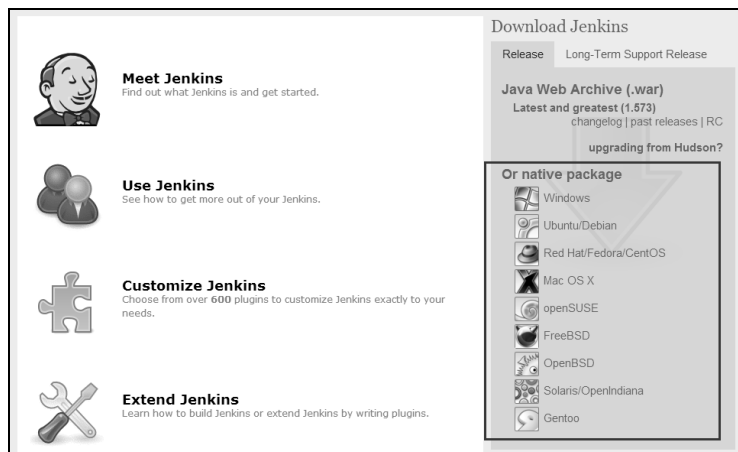 Meet Jenkins
Find out what Jenkins is and get started.
Use Jenkins
See how to get more out of your Jenkins.
Customize Jenkins
Choose from over 600 plugins to customize Jenkins exactly to your
needs.
Extend Jenkins
Learn how to build Jenkins or extend Jenkins by writing plugins.
Download Jenkins
Release Long-Term Support Release
Java Web Archive (.war)
Latest and greatest (1.573)
changelog | past releases | RC
upgrading from Hudson?
Or native package
Windows
Ubuntu/Debian
Red Hat/Fedora/CentOS
Mac OS X
openSUSE
FreeBSD
OpenBSD
Solaris/OpenIndiana
Gentoo